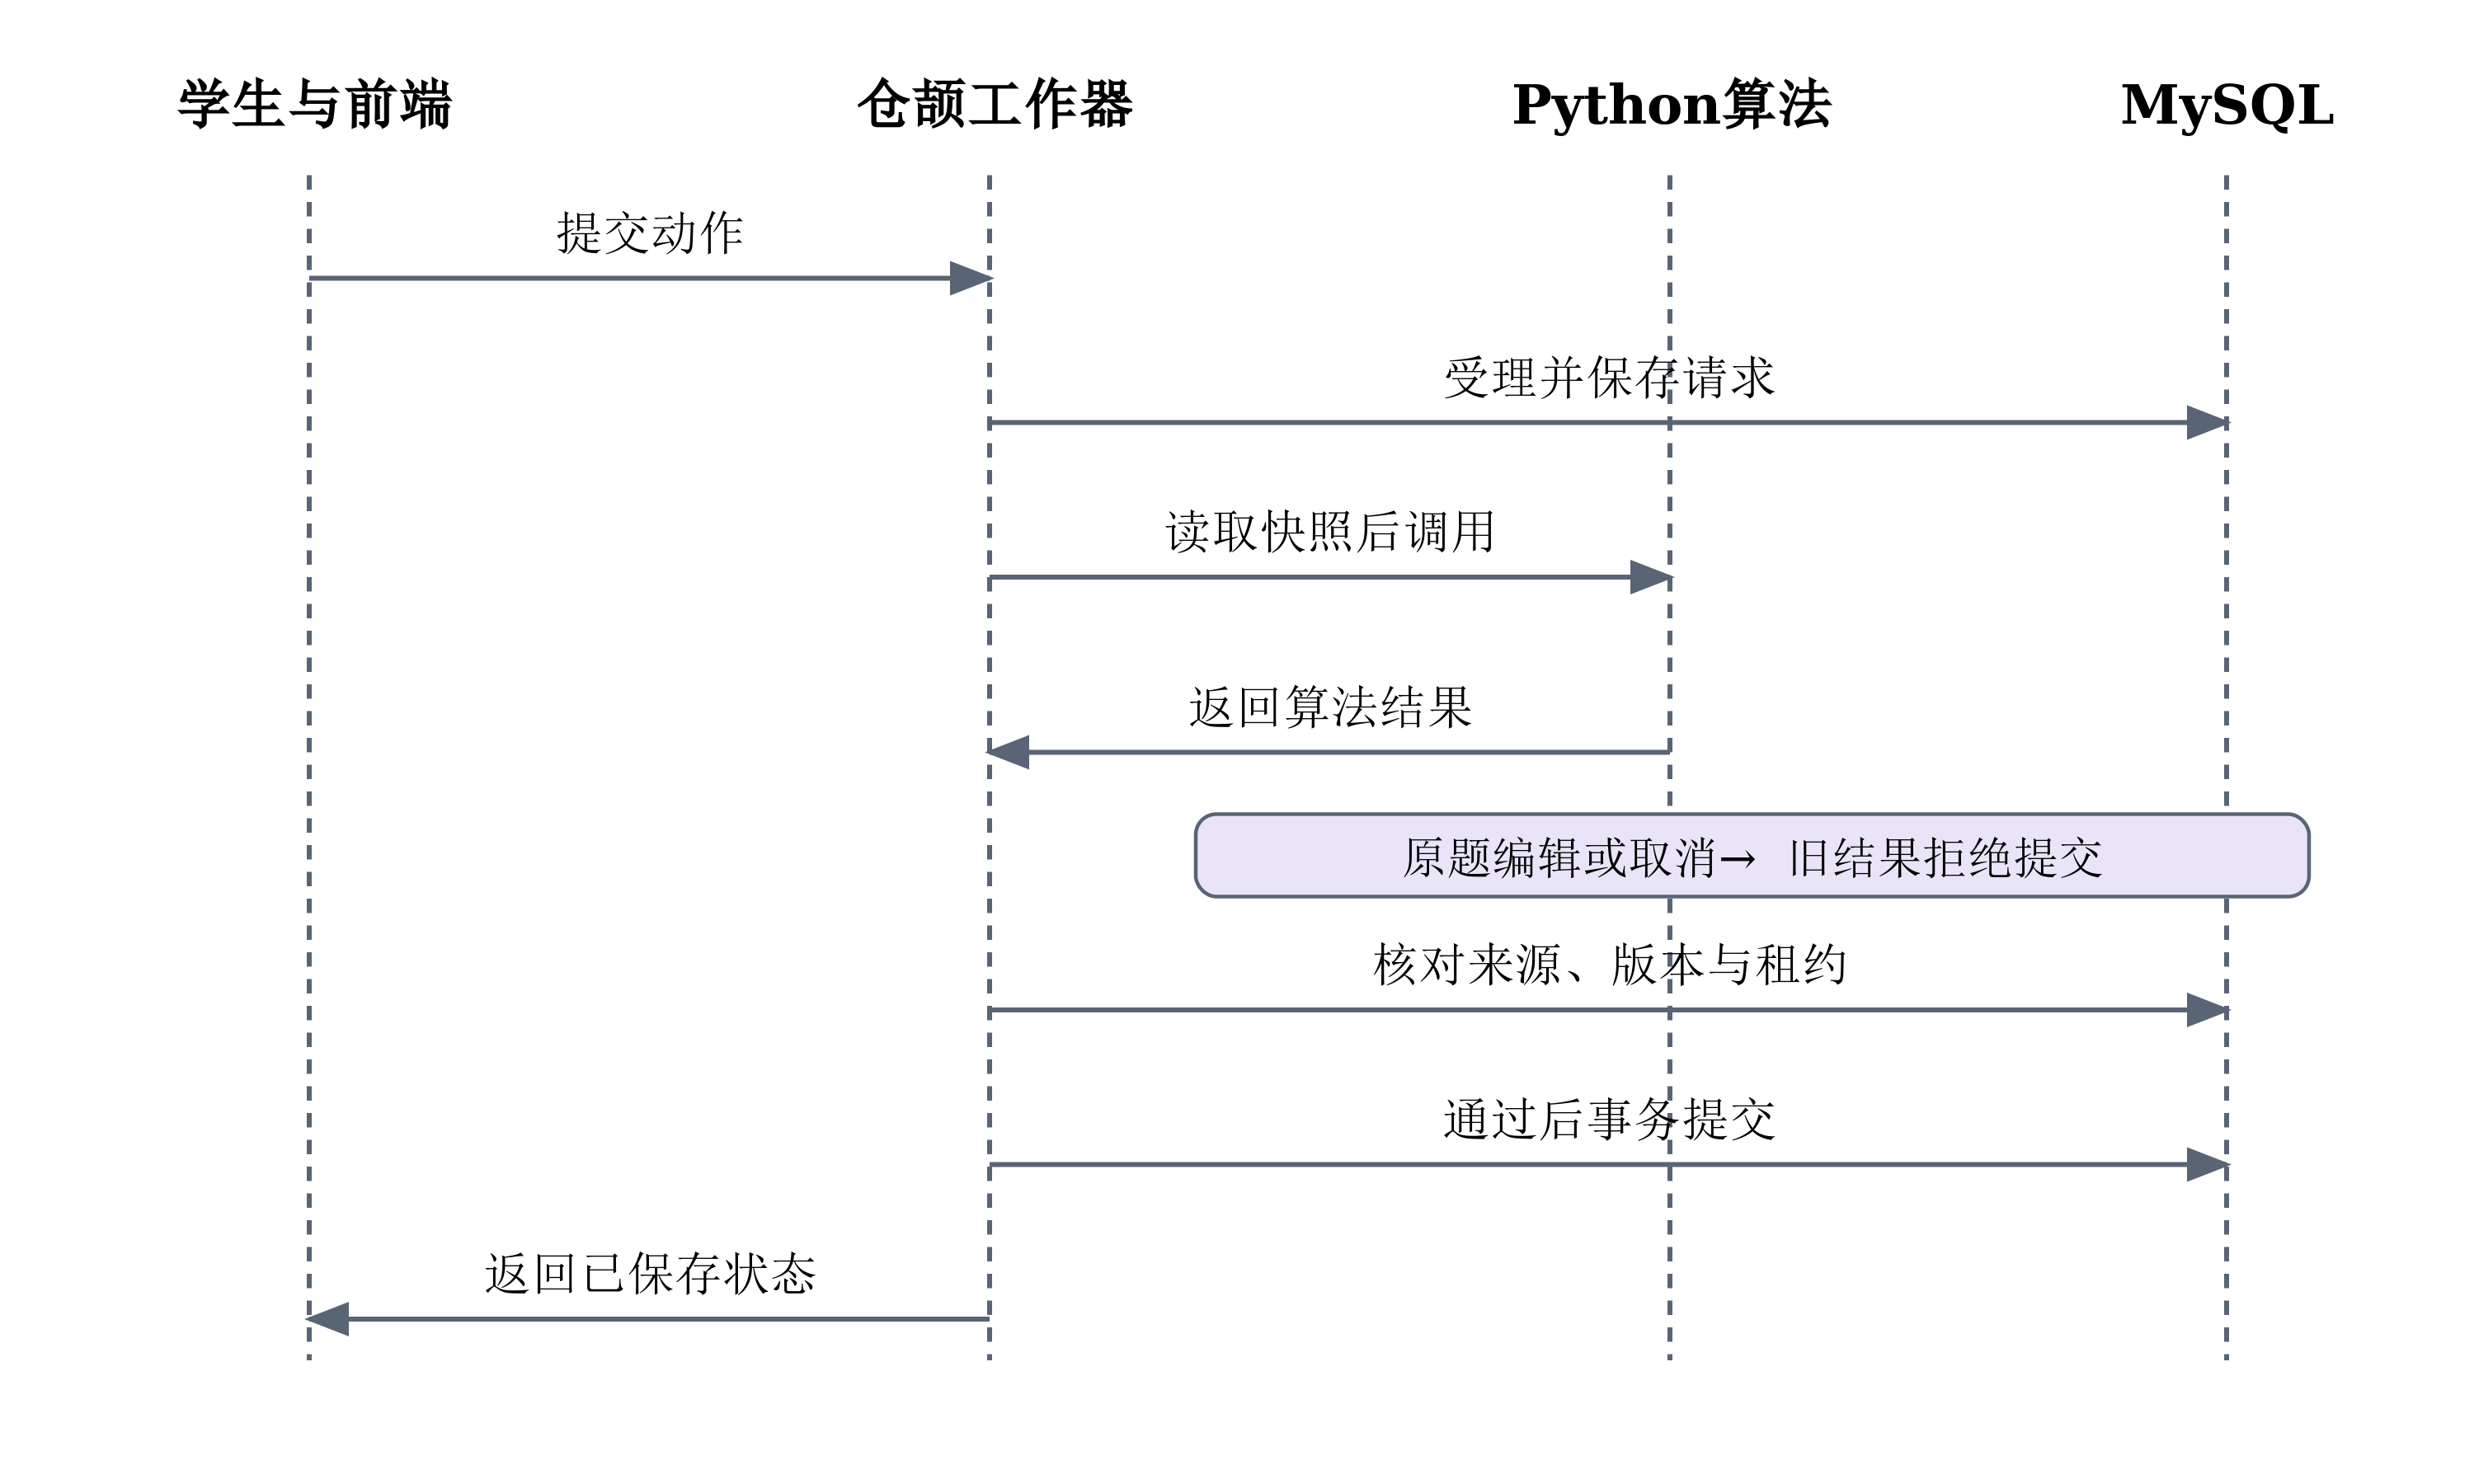 学生与前端
仓颉工作器
Python算法
MySQL
提交动作
受理并保存请求
读取快照后调用
返回算法结果
原题编辑或取消→ 旧结果拒绝提交
核对来源、版本与租约
通过后事务提交
返回已保存状态